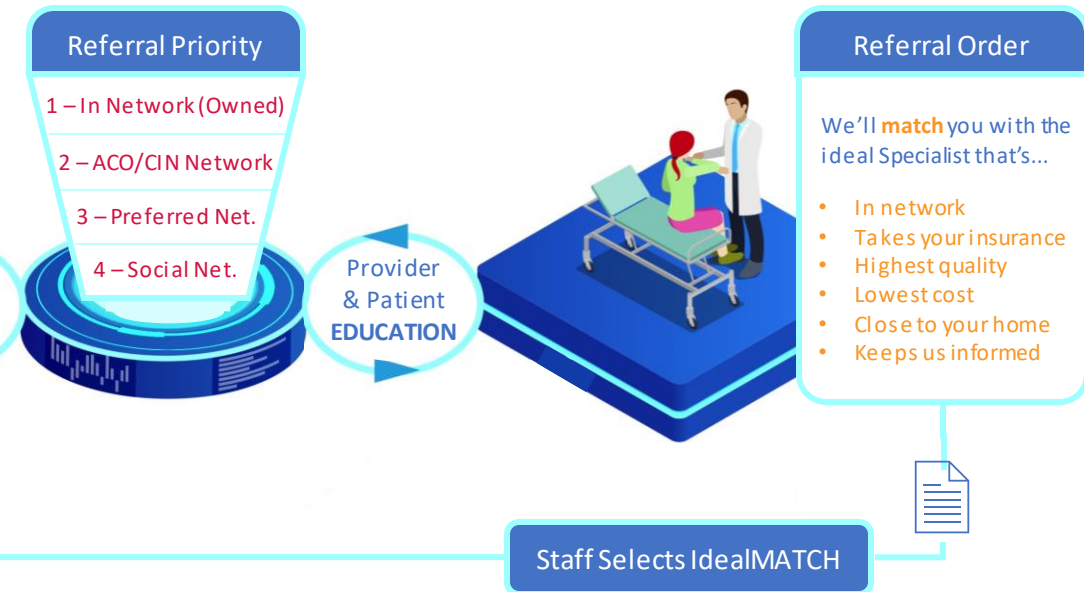 Referral Priority
1 – In Network (Owned)
2 – ACO/CIN Network
3 – Preferred Net.
4 – Social Net.
Provider
& Patient
EDUCATION
Referral Order
We'll match you with the
ideal Specialist that's...
• In network
• Takes your insurance
• Highest quality
• Lowest cost
• Close to your home
• Keeps us informed
Staff Selects IdealMATCH